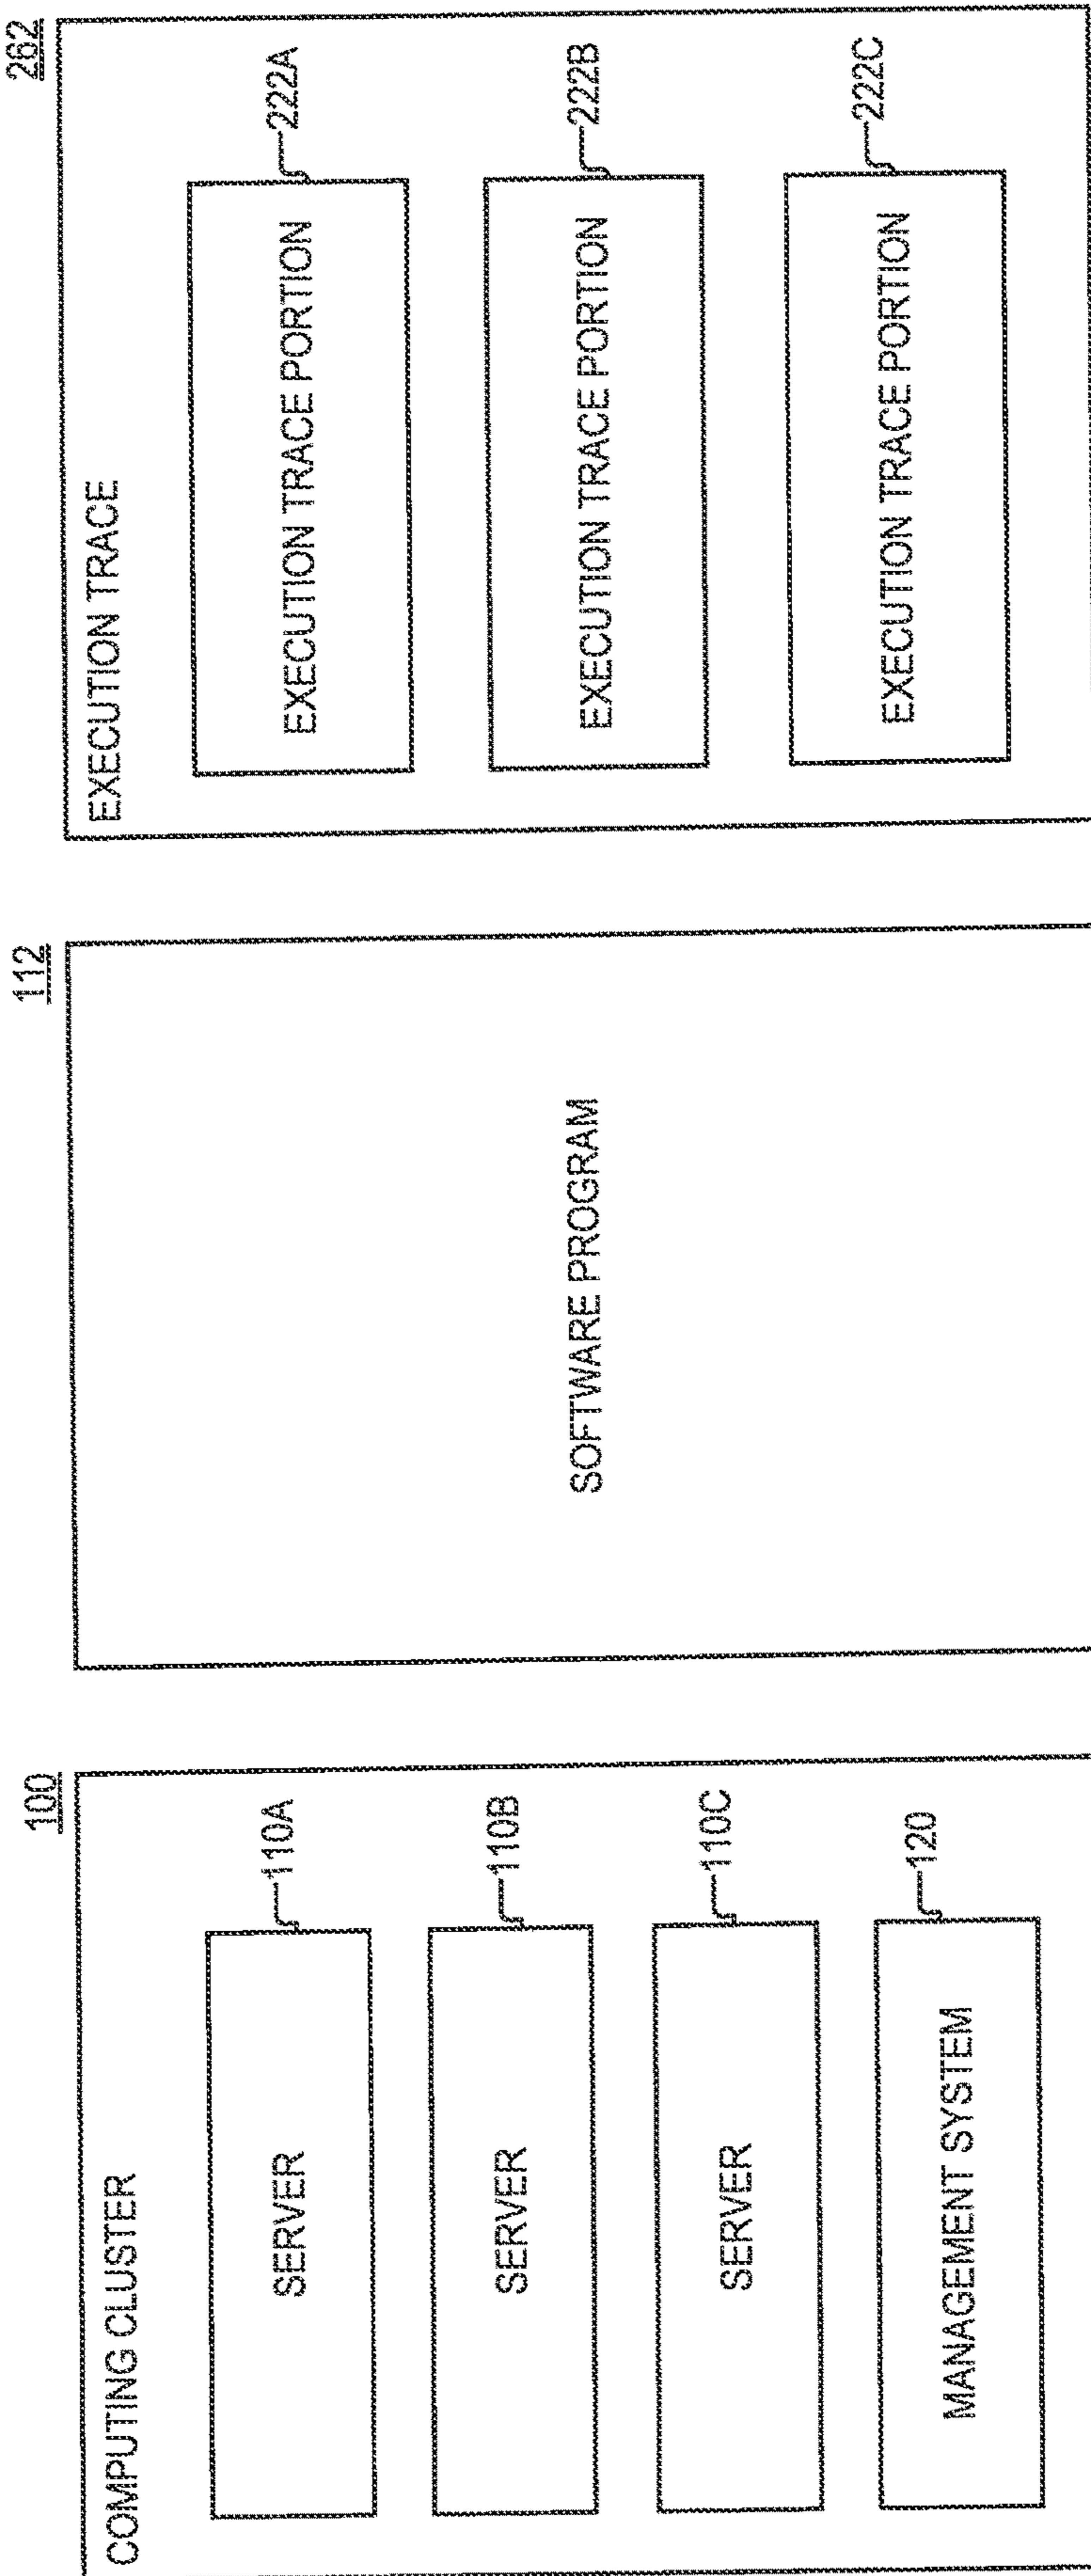 100
COMPUTING CLUSTER
SERVER
110A
SERVER
110B
SERVER
110C
MANAGEMENT SYSTEM
120
112
SOFTWARE PROGRAM
262
EXECUTION TRACE
EXECUTION TRACE PORTION
222A
EXECUTION TRACE PORTION
222B
EXECUTION TRACE PORTION
222C